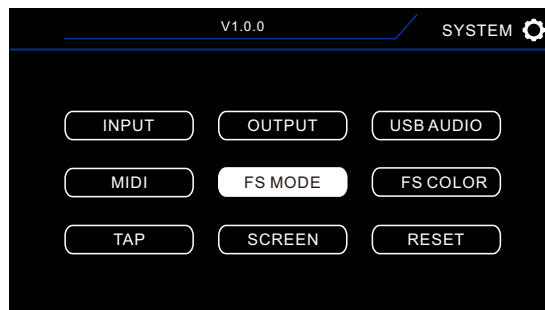 V1.0.0 SYSTEM
INPUT OUTPUT USB AUDIO
MIDI FS MODE FS COLOR
TAP SCREEN RESET